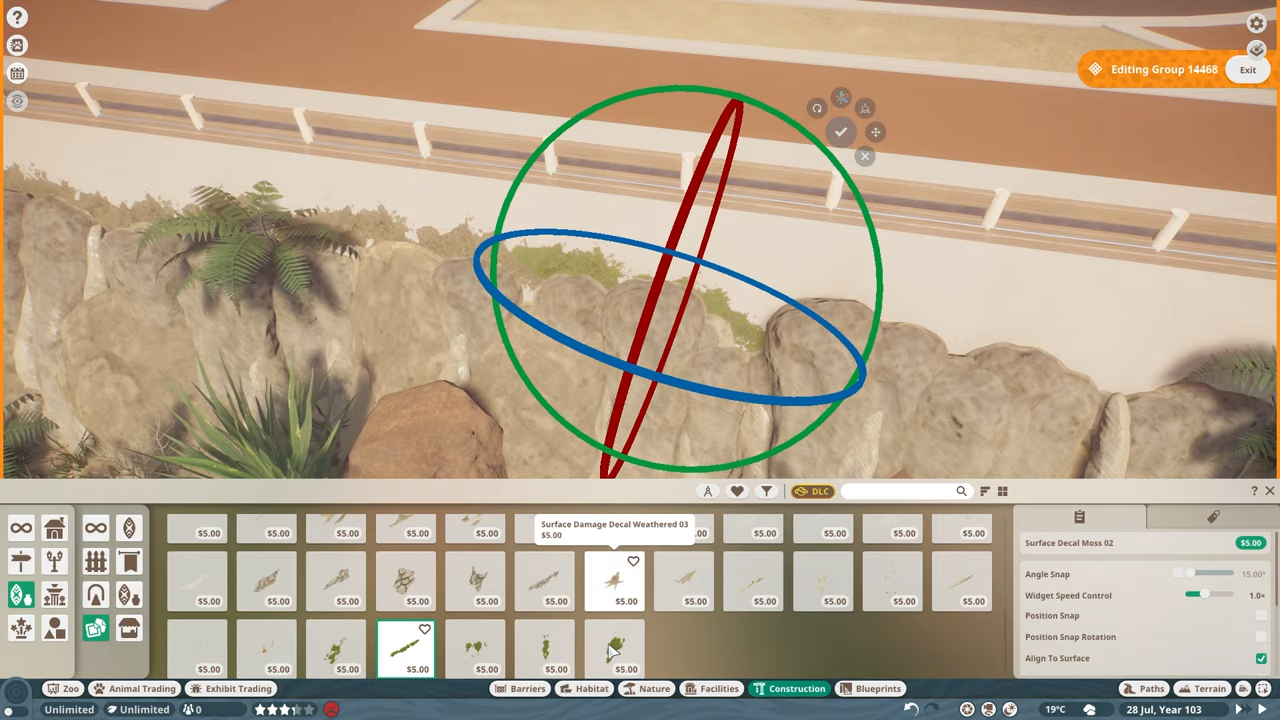 Editing Group 14468
Exit
DLC
Surface Damage Decal Weathered 03
$5.00
$5.00 $5.00 $5.00 $5.00 $5.00 .00 $5.00 $5.00 $5.00 $5.00
$5.00 $5.00 $5.00 $5.00 $5.00 $5.00 $5.00 $5.00 $5.00 $5.00 $5.00 $5.00
$5.00 $5.00 $5.00 $5.00 $5.00 $5.00 $5.00
Surface Decal Moss 02 $5.00
Angle Snap 15.00°
Widget Speed Control 1.0×
Position Snap
Position Snap Rotation
Align To Surface
Zoo Animal Trading Exhibit Trading Barriers Habitat Nature Facilities Construction Blueprints Paths Terrain
Unlimited Unlimited 0 19°C 28 Jul, Year 103